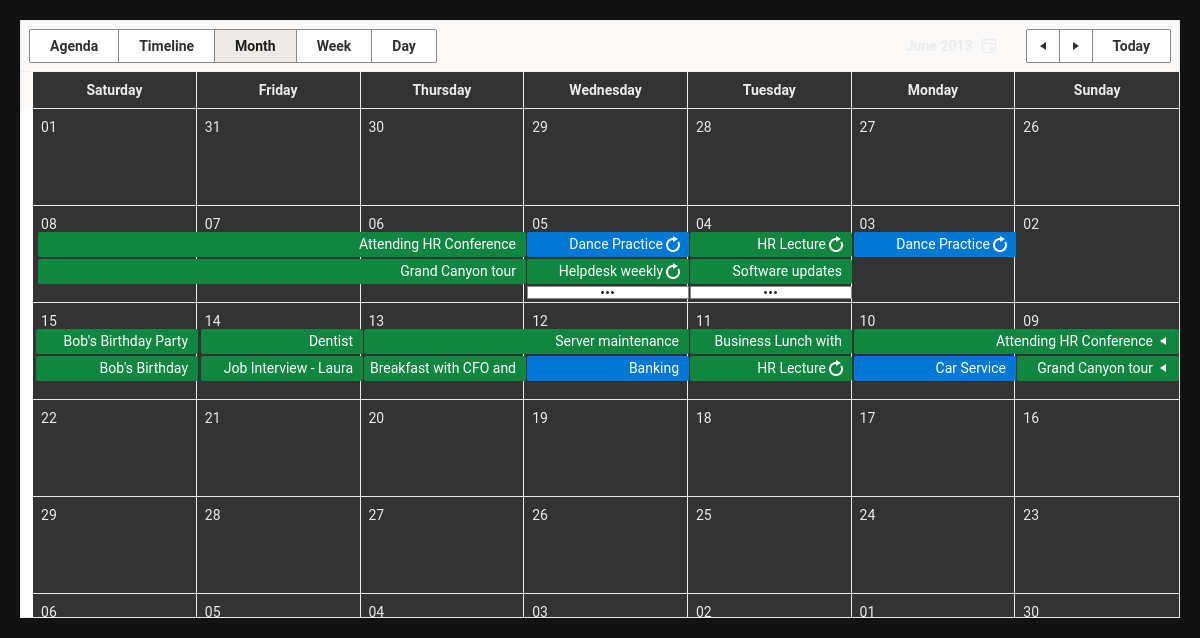 Agenda Timeline Month Week Day June 2013 Today
Saturday Friday Thursday Wednesday Tuesday Monday Sunday
01 31 30 29 28 27 26
08 07 06 05 04 03 02
Attending HR Conference Dance Practice HR Lecture Dance Practice
Grand Canyon tour Helpdesk weekly Software updates
••• •••
15 14 13 12 11 10 09
Bob's Birthday Party Dentist Server maintenance Business Lunch with Attending HR Conference
Bob's Birthday Job Interview - Laura Breakfast with CFO and Banking HR Lecture Car Service Grand Canyon tour
22 21 20 19 18 17 16
29 28 27 26 25 24 23
06 05 04 03 02 01 30